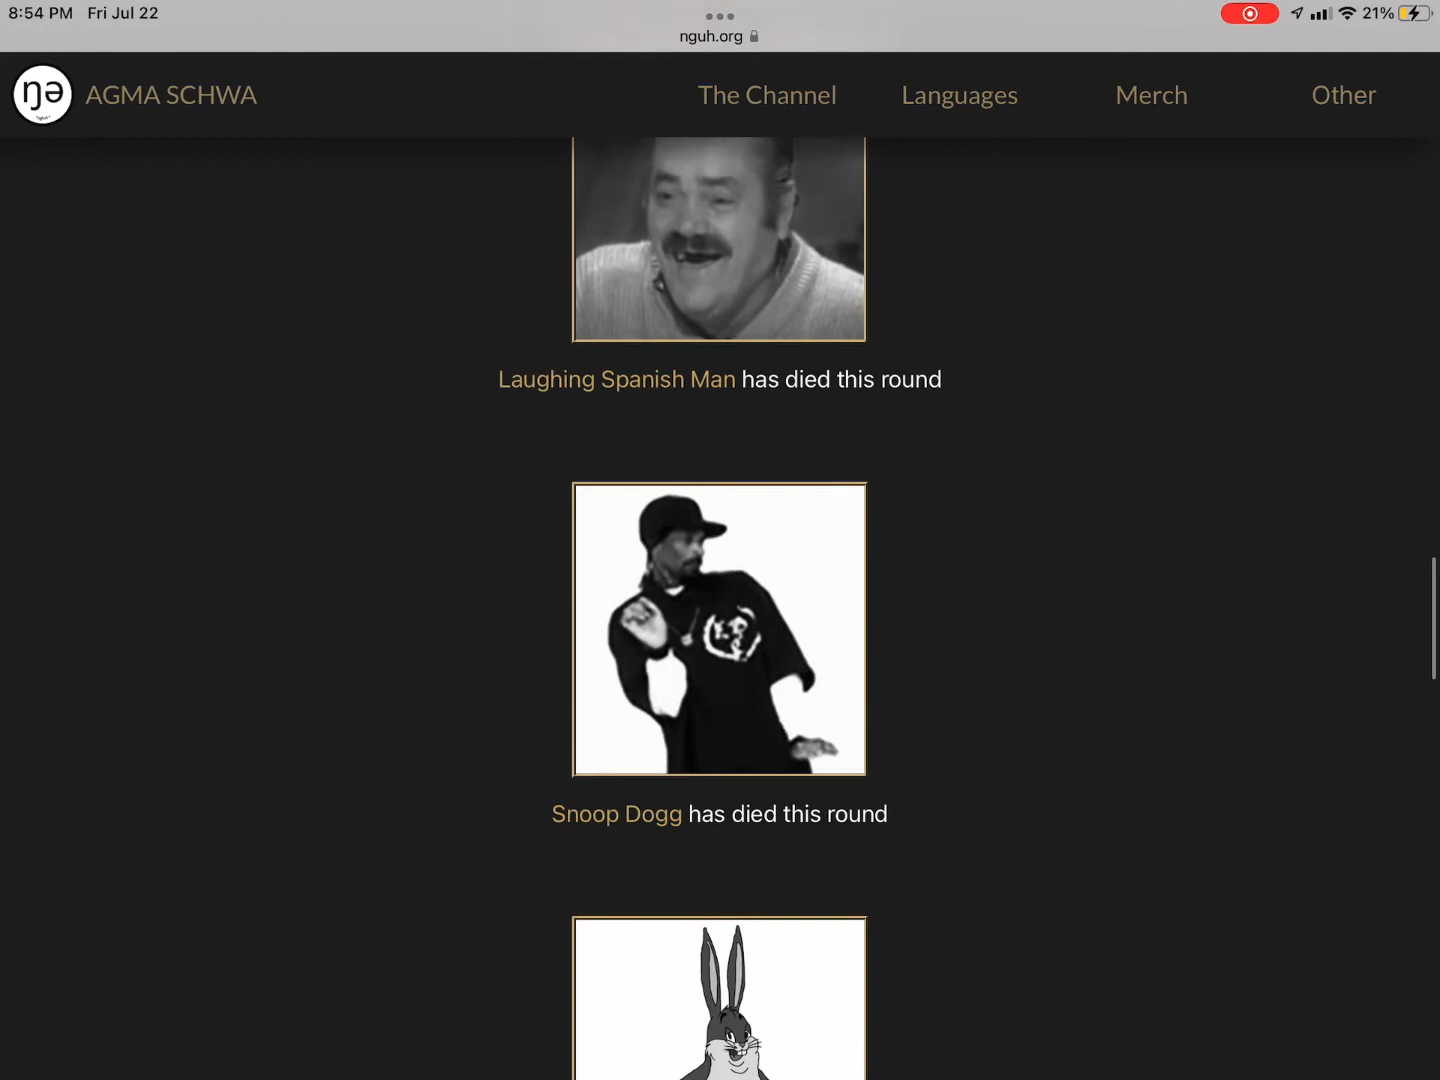 8:54 PM Fri Jul 22
21%
nguh.org
ŋə AGMA SCHWA The Channel Languages Merch Other
Laughing Spanish Man has died this round
Snoop Dogg has died this round